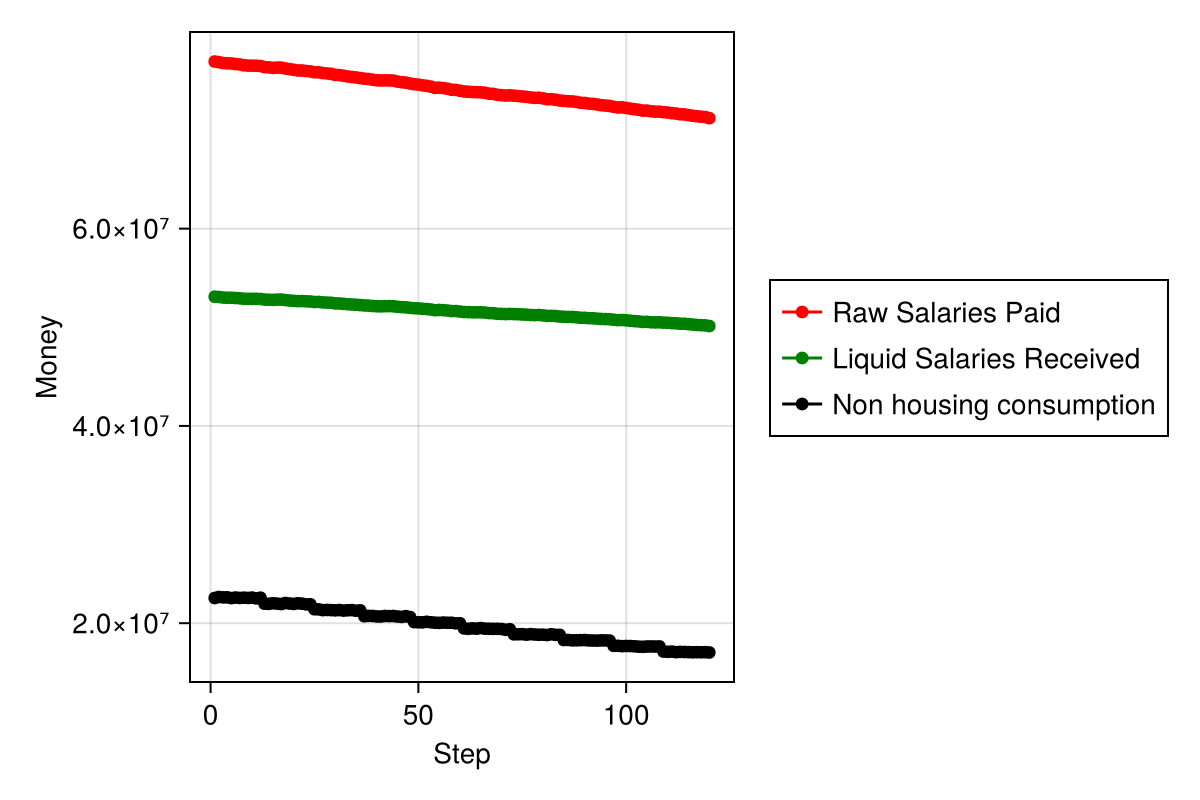 Money
6.0×10⁷
4.0×10⁷
2.0×10⁷
0
50
100
Step
Raw Salaries Paid
Liquid Salaries Received
Non housing consumption